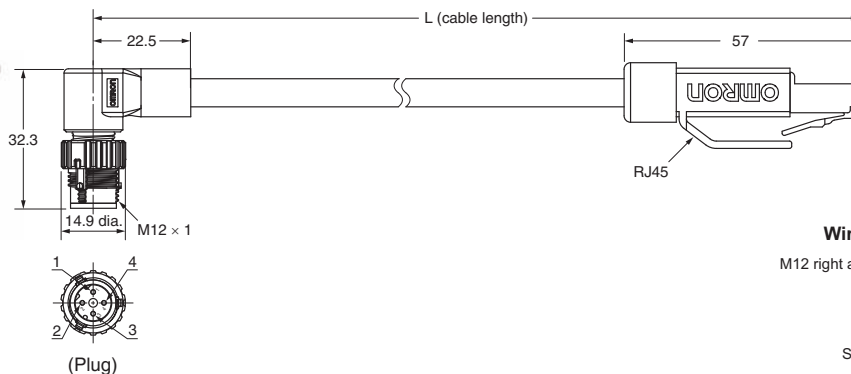 L (cable length)
22.5
57
OMRON
OMRON
32.3
RJ45
14.9 dia.
M12 × 1
Wir
M12 right a
1
4
2
3
(Plug)
S